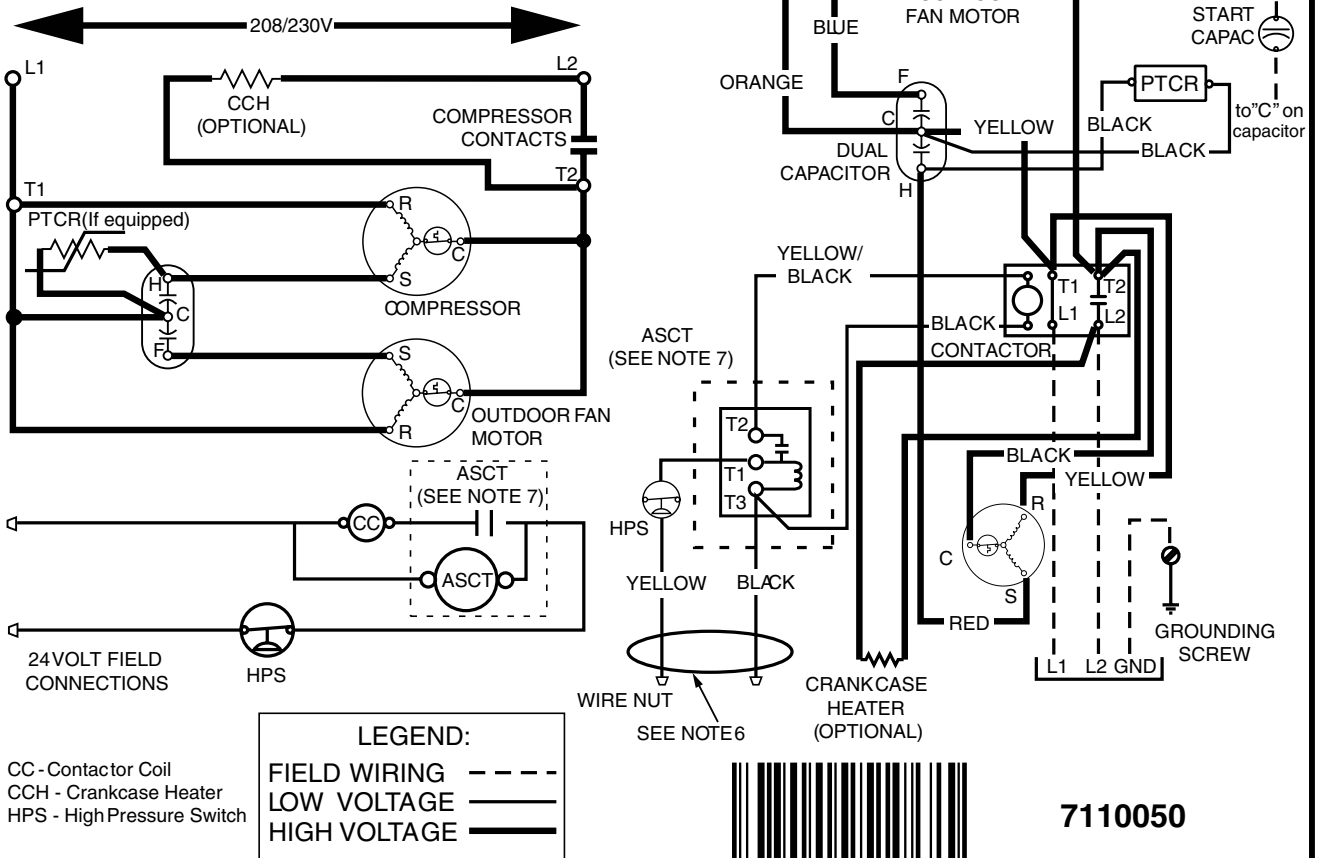 208/230V
L1
L2
CCH
(OPTIONAL)
COMPRESSOR
CONTACTS
T2
T1
PTCR(If equipped)
R
C
S
COMPRESSOR
H
C
F
S
C
R
OUTDOOR FAN
MOTOR
ASCT
(SEE NOTE 7)
CC
ASCT
HPS
24 VOLT FIELD
CONNECTIONS
CC - Contactor Coil
CCH - Crankcase Heater
HPS - High Pressure Switch
LEGEND:
FIELD WIRING
LOW VOLTAGE
HIGH VOLTAGE
FAN MOTOR
BLUE
ORANGE
F
C
H
DUAL
CAPACITOR
YELLOW
START
CAPAC
PTCR
to"C" on
capacitor
BLACK
BLACK
YELLOW/
BLACK
T1
T2
L1
L2
BLACK
CONTACTOR
ASCT
(SEE NOTE 7)
T2
T1
T3
HPS
YELLOW
BLACK
WIRE NUT
SEE NOTE 6
BLACK
YELLOW
R
C
S
RED
CRANKCASE
HEATER
(OPTIONAL)
L1
L2
GND
GROUNDING
SCREW
7110050